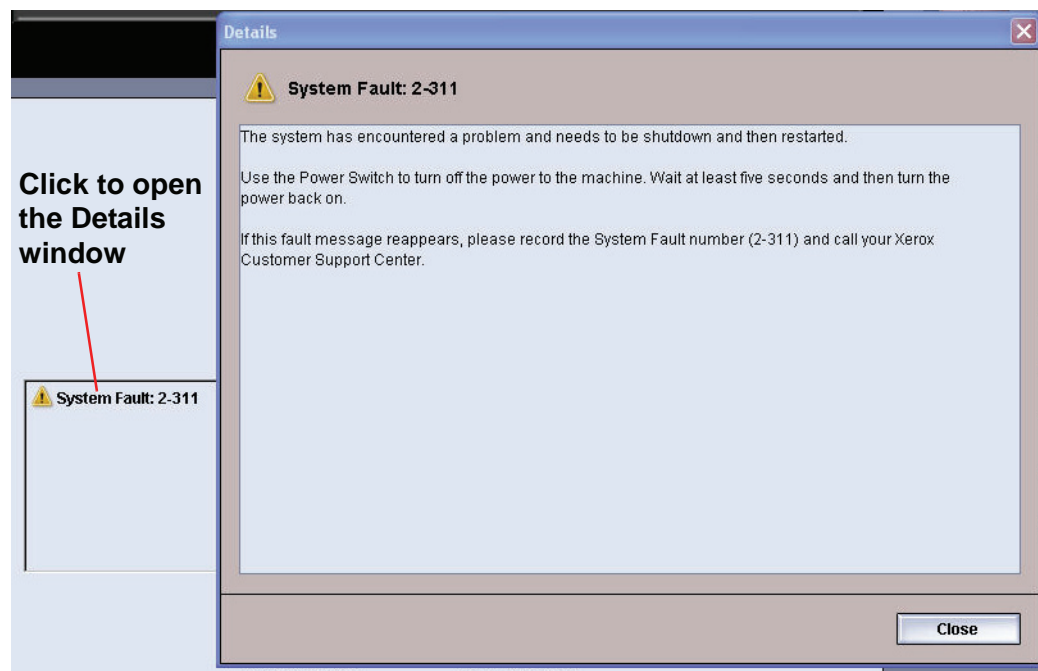 Details
System Fault: 2-311
The system has encountered a problem and needs to be shutdown and then restarted.
Use the Power Switch to turn off the power to the machine. Wait at least five seconds and then turn the
power back on.
If this fault message reappears, please record the System Fault number (2-311) and call your Xerox
Customer Support Center.
Click to open
the Details
window
System Fault: 2-311
Close